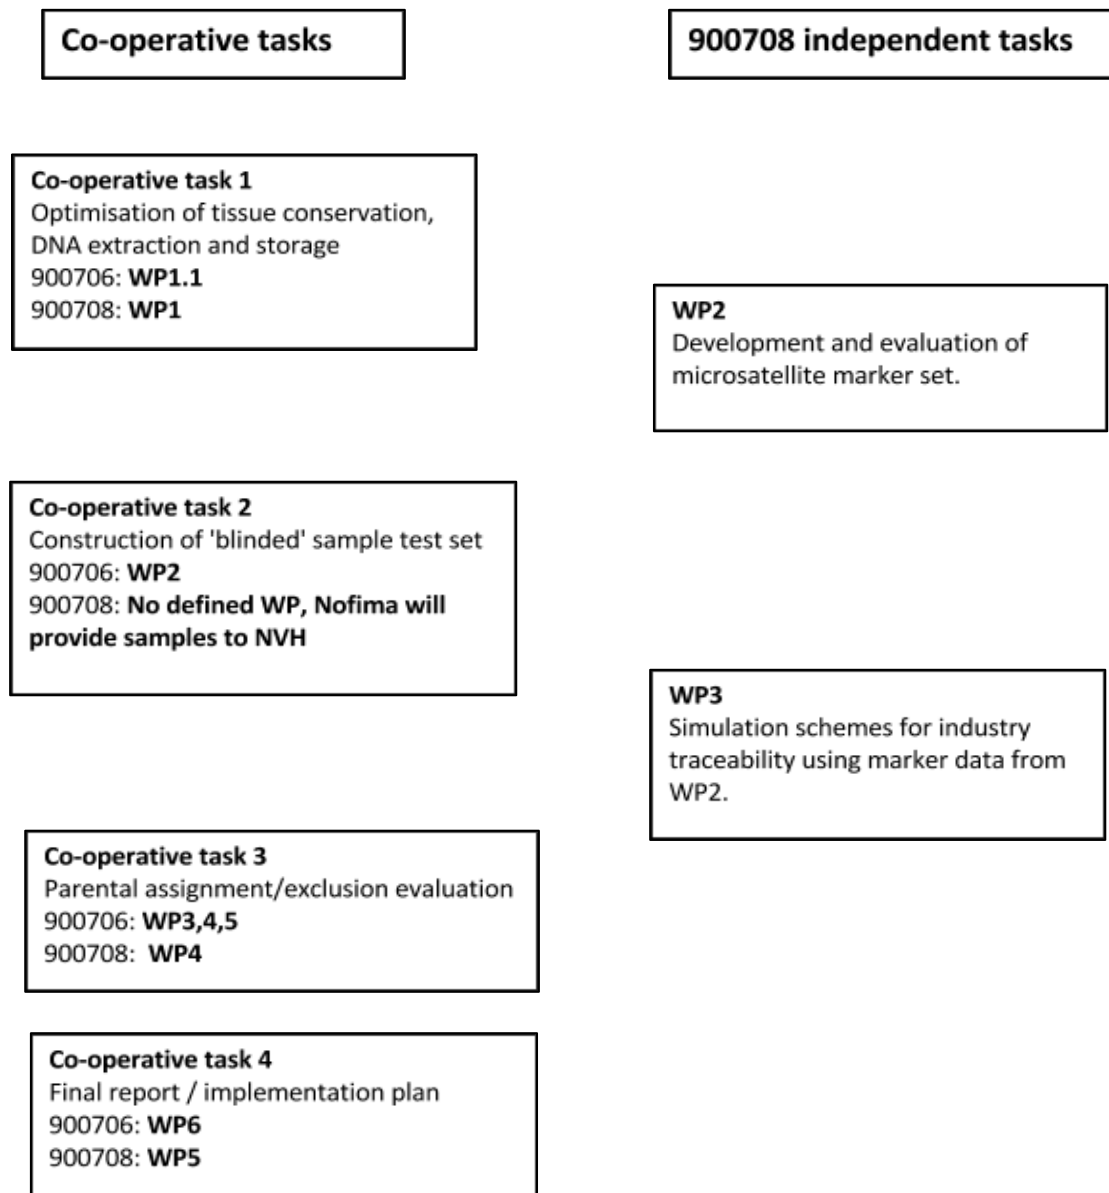 Co-operative tasks
900708 independent tasks
Co-operative task 1
Optimisation of tissue conservation,
DNA extraction and storage
900706: WP1.1
900708: WP1
WP2
Development and evaluation of
microsatellite marker set.
Co-operative task 2
Construction of 'blinded' sample test set
900706: WP2
900708: No defined WP, Nofima will
provide samples to NVH
WP3
Simulation schemes for industry
traceability using marker data from
WP2.
Co-operative task 3
Parental assignment/exclusion evaluation
900706: WP3,4,5
900708:  WP4
Co-operative task 4
Final report / implementation plan
900706: WP6
900708: WP5